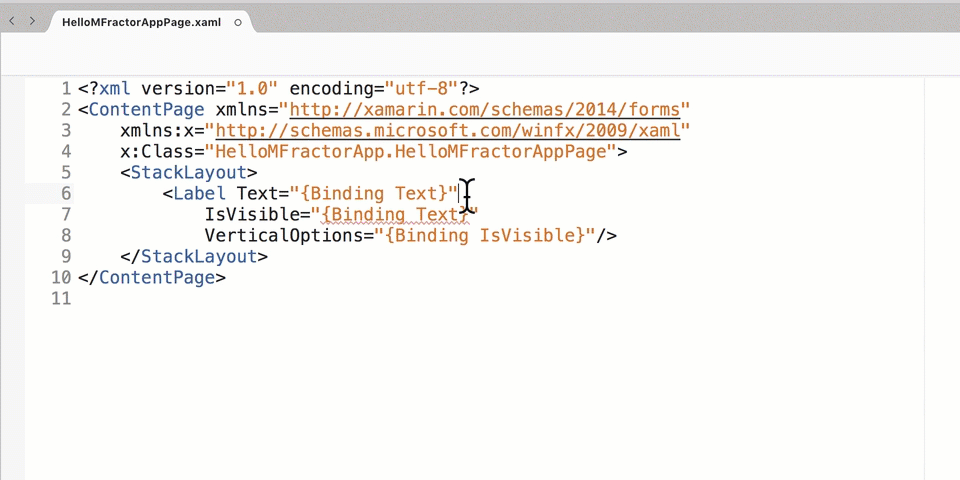 HelloMFractorAppPage.xaml
1 <?xml version="1.0" encoding="utf-8"?>
2 <ContentPage xmlns="http://xamarin.com/schemas/2014/forms"
3     xmlns:x="http://schemas.microsoft.com/winfx/2009/xaml"
4     x:Class="HelloMFractorApp.HelloMFractorAppPage">
5     <StackLayout>
6         <Label Text="{Binding Text}"
7             IsVisible="{Binding Text}"
8             VerticalOptions="{Binding IsVisible}"/>
9     </StackLayout>
10 </ContentPage>
11